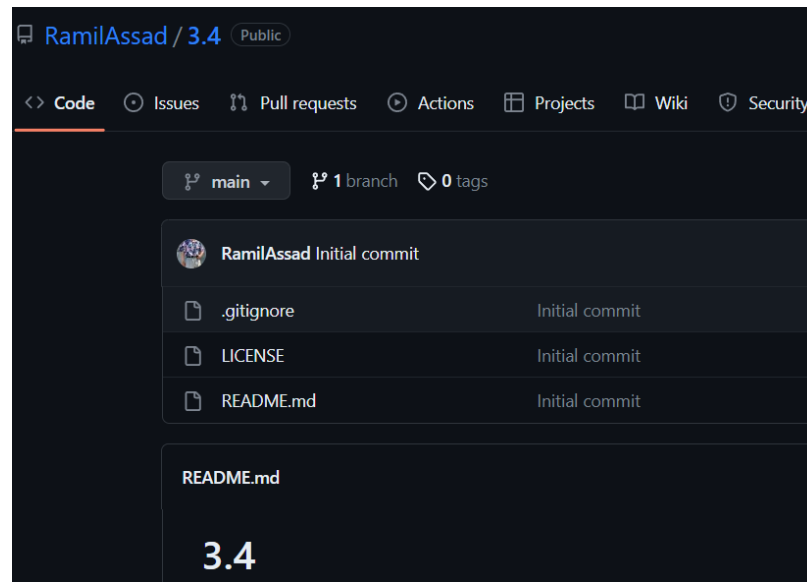 RamilAssad / 3.4 Public
Code Issues Pull requests Actions Projects Wiki Security
main 1 branch 0 tags
RamilAssad Initial commit
.gitignore Initial commit
LICENSE Initial commit
README.md Initial commit
README.md
3.4